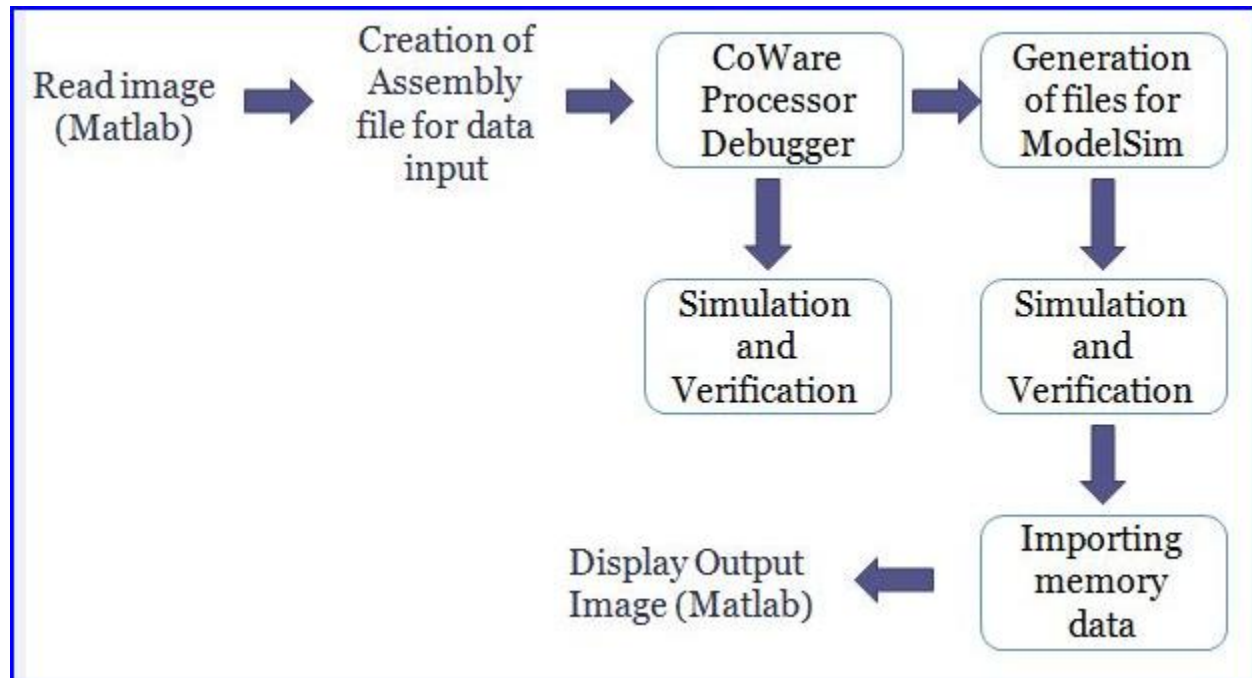 Read image
(Matlab)
Creation of
Assembly
file for data
input
CoWare
Processor
Debugger
Generation
of files for
ModelSim
Simulation
and
Verification
Simulation
and
Verification
Importing
memory
data
Display Output
Image (Matlab)